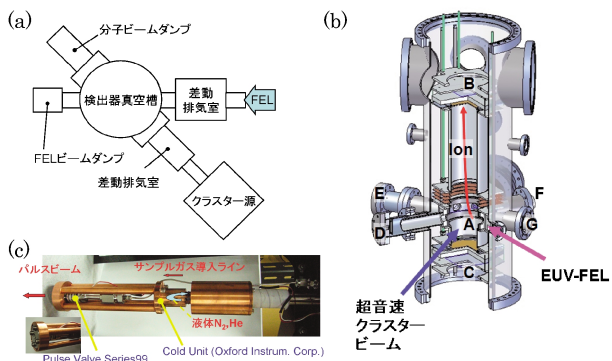 (a)
分子ビームダンプ
検出器真空槽
差動
排気室
FEL
FELビームダンプ
差動排気室
クラスター源
(b)
B
Ion
E
F
A
D
G
C
EUV-FEL
超音速
クラスター
ビーム
(c)
パルスビーム
サンプルガス導入ライン
液体N2,He
Pulse Valve Series99
Cold Unit (Oxford Instrum. Corp.)